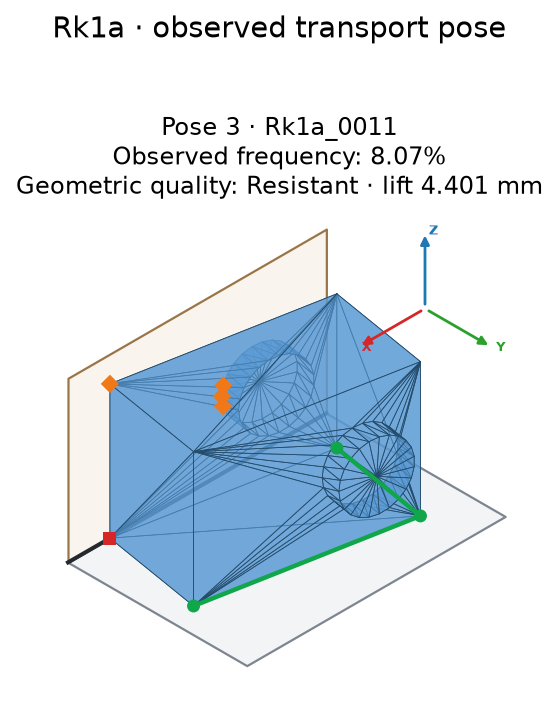 Rk1a · observed transport pose
Pose 3 · Rk1a_0011
Observed frequency: 8.07%
Geometric quality: Resistant · lift 4.401 mm
Z
X
Y